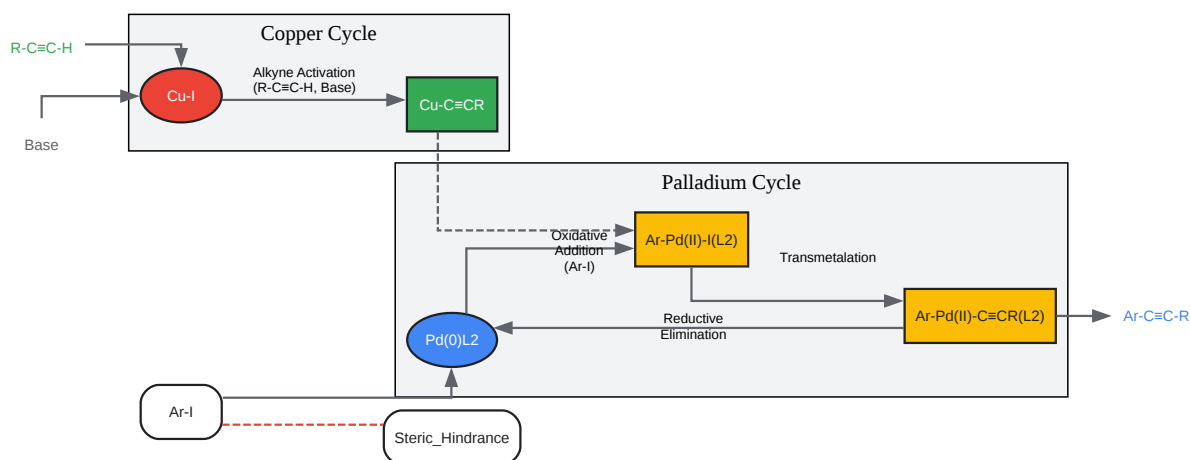 Copper Cycle
R-C≡C-H
Alkyne Activation
(R-C≡C-H, Base)
Cu-I
Cu-C≡CR
Base
Palladium Cycle
Oxidative
Addition
(Ar-I)
Ar-Pd(II)-I(L2)
Transmetalation
Reductive
Elimination
Ar-Pd(II)-C≡CR(L2)
Ar-C≡C-R
Pd(0)L2
Ar-I
Steric_Hindrance